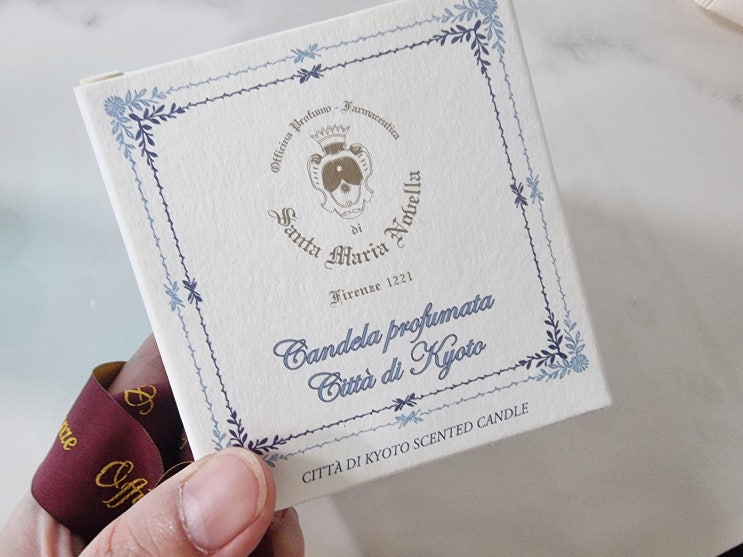 Officina Profumo - Farmaceutica
di
Santa Maria Novella
Firenze 1221
Candela profumata
Città di Kyoto
CITTÀ DI KYOTO SCENTED CANDLE